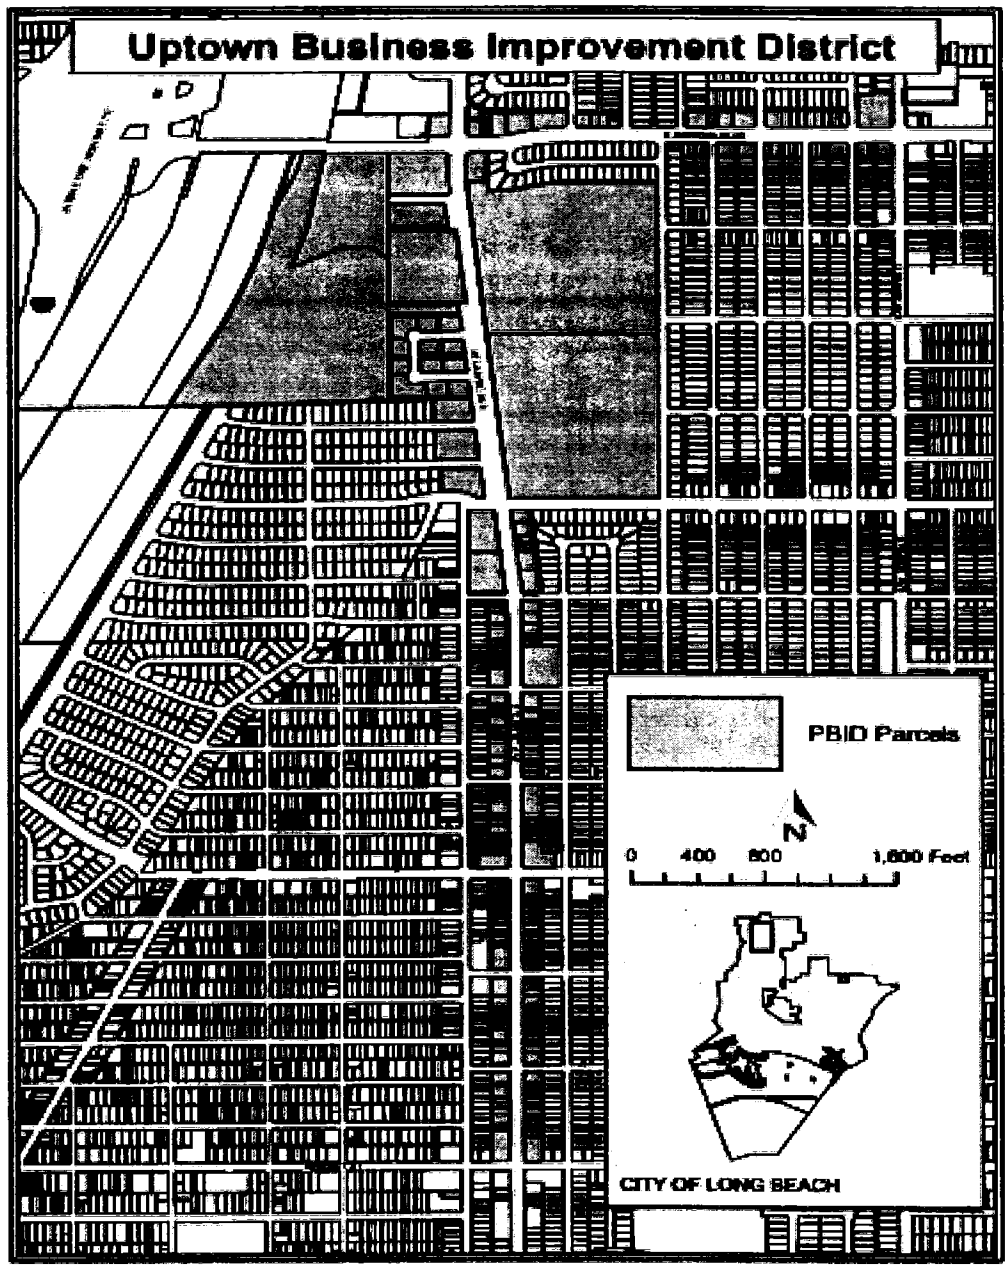 Uptown Business Improvement District
PBID Parcels
N
0 400 800 1,600 Feet
CITY OF LONG BEACH